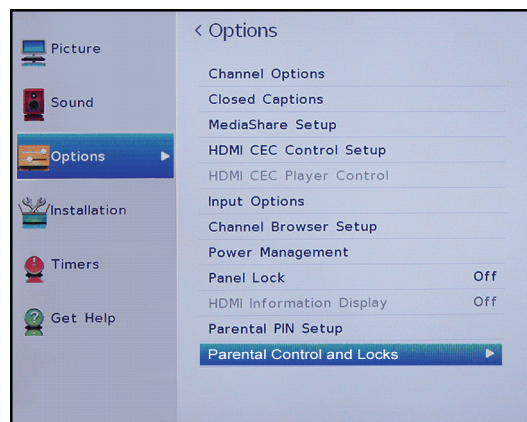 < Options
Picture
Sound
Options
Installation
Timers
Get Help
Channel Options
Closed Captions
MediaShare Setup
HDMI CEC Control Setup
HDMI CEC Player Control
Input Options
Channel Browser Setup
Power Management
Panel Lock Off
HDMI Information Display Off
Parental PIN Setup
Parental Control and Locks